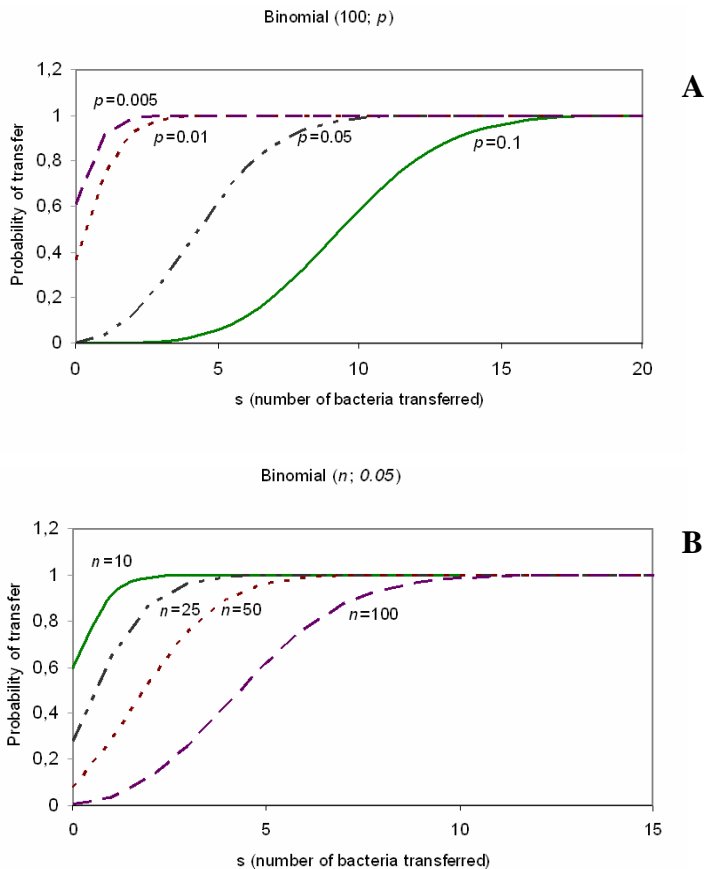 Binomial (100; p)
A
1,2
1
0,8
0,6
0,4
0,2
0
Probability of transfer
p=0.005
p=0.01
p=0.05
p=0.1
0
5
10
15
20
s (number of bacteria transferred)
Binomial (n; 0.05)
B
1,2
1
0,8
0,6
0,4
0,2
0
Probability of transfer
n=10
n=25
n=50
n=100
0
5
10
15
s (number of bacteria transferred)